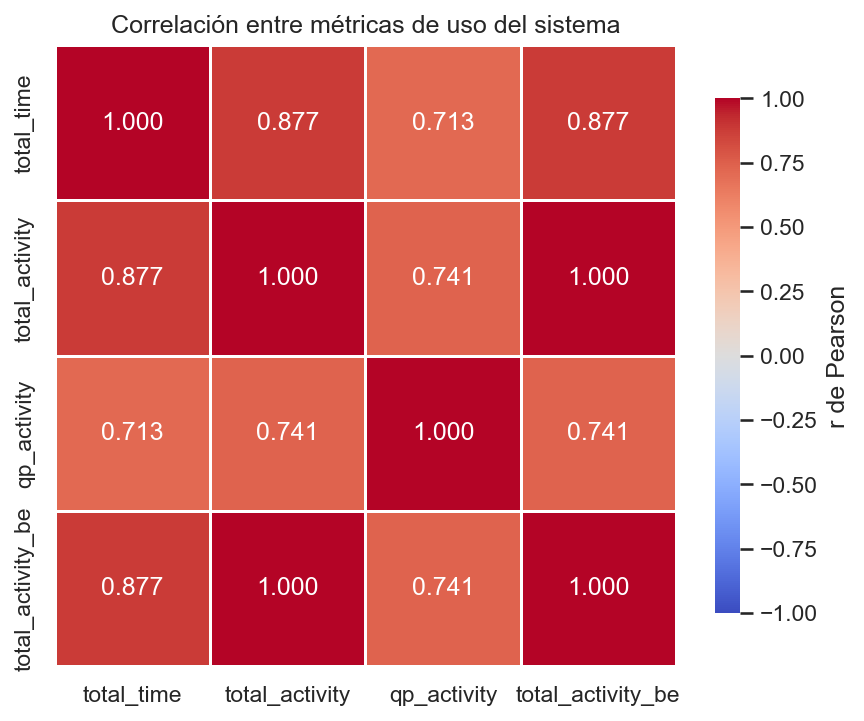 Correlación entre métricas de uso del sistema
total_time
1.000
0.877
0.713
0.877
total_activity
0.877
1.000
0.741
1.000
qp_activity
0.713
0.741
1.000
0.741
total_activity_be
0.877
1.000
0.741
1.000
total_time
total_activity
qp_activity
total_activity_be
1.00
0.75
0.50
0.25
0.00
−0.25
−0.50
−0.75
−1.00
r de Pearson